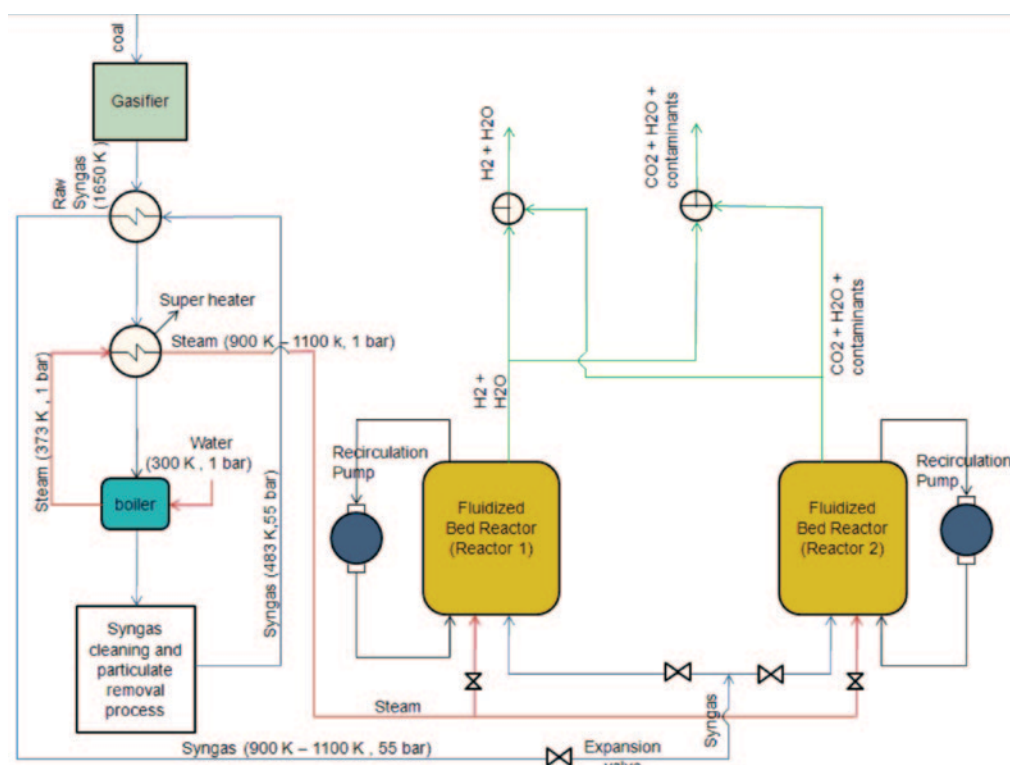 coal
Gasifier
Raw
Syngas
(1650 K )
Super heater
Steam (900 K – 1100 k, 1 bar)
Steam (373 K , 1 bar)
Water
(300 K , 1 bar)
boiler
Syngas (483 K,55 bar)
Syngas
cleaning and
particulate
removal
process
Syngas (900 K – 1100 K , 55 bar)
Steam
Expansion
H2 + H2O
CO2 + H2O +
contaminants
H2 +
H2O
CO2 + H2O +
contaminants
Recirculation
Pump
Fluidized
Bed Reactor
(Reactor 1)
Fluidized
Bed Reactor
(Reactor 2)
Recirculation
Pump
Syngas